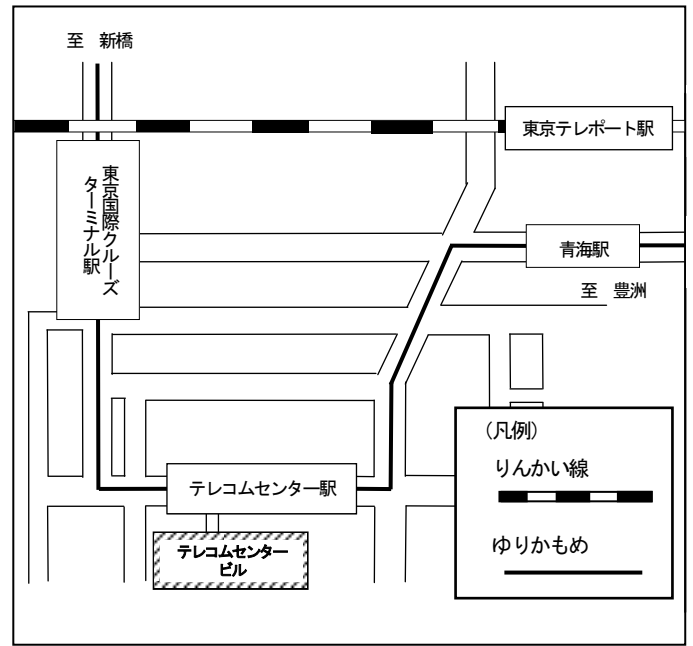 至 新橋
東京テレポート駅
東京国際クルーズ
ターミナル駅
青海駅
至 豊洲
(凡例)
りんかい線
ゆりかもめ
テレコムセンター駅
テレコムセンター
ビル